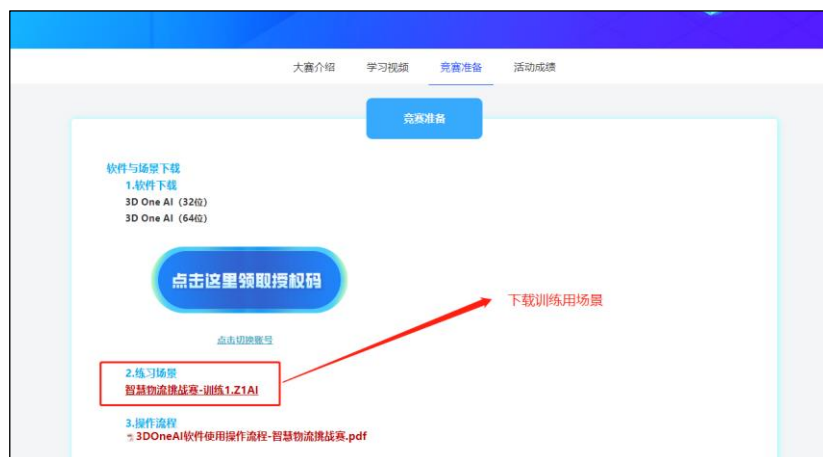 大赛介绍 学习视频 竞赛准备 活动成绩
竞赛准备
软件与场景下载
1.软件下载
3D One AI（32位）
3D One AI（64位）
点击这里领取授权码
下载训练用场景
点击切换账号
2.练习场景
智慧物流挑战赛-训练1.Z1AI
3.操作流程
3DOneAI软件使用操作流程-智慧物流挑战赛.pdf